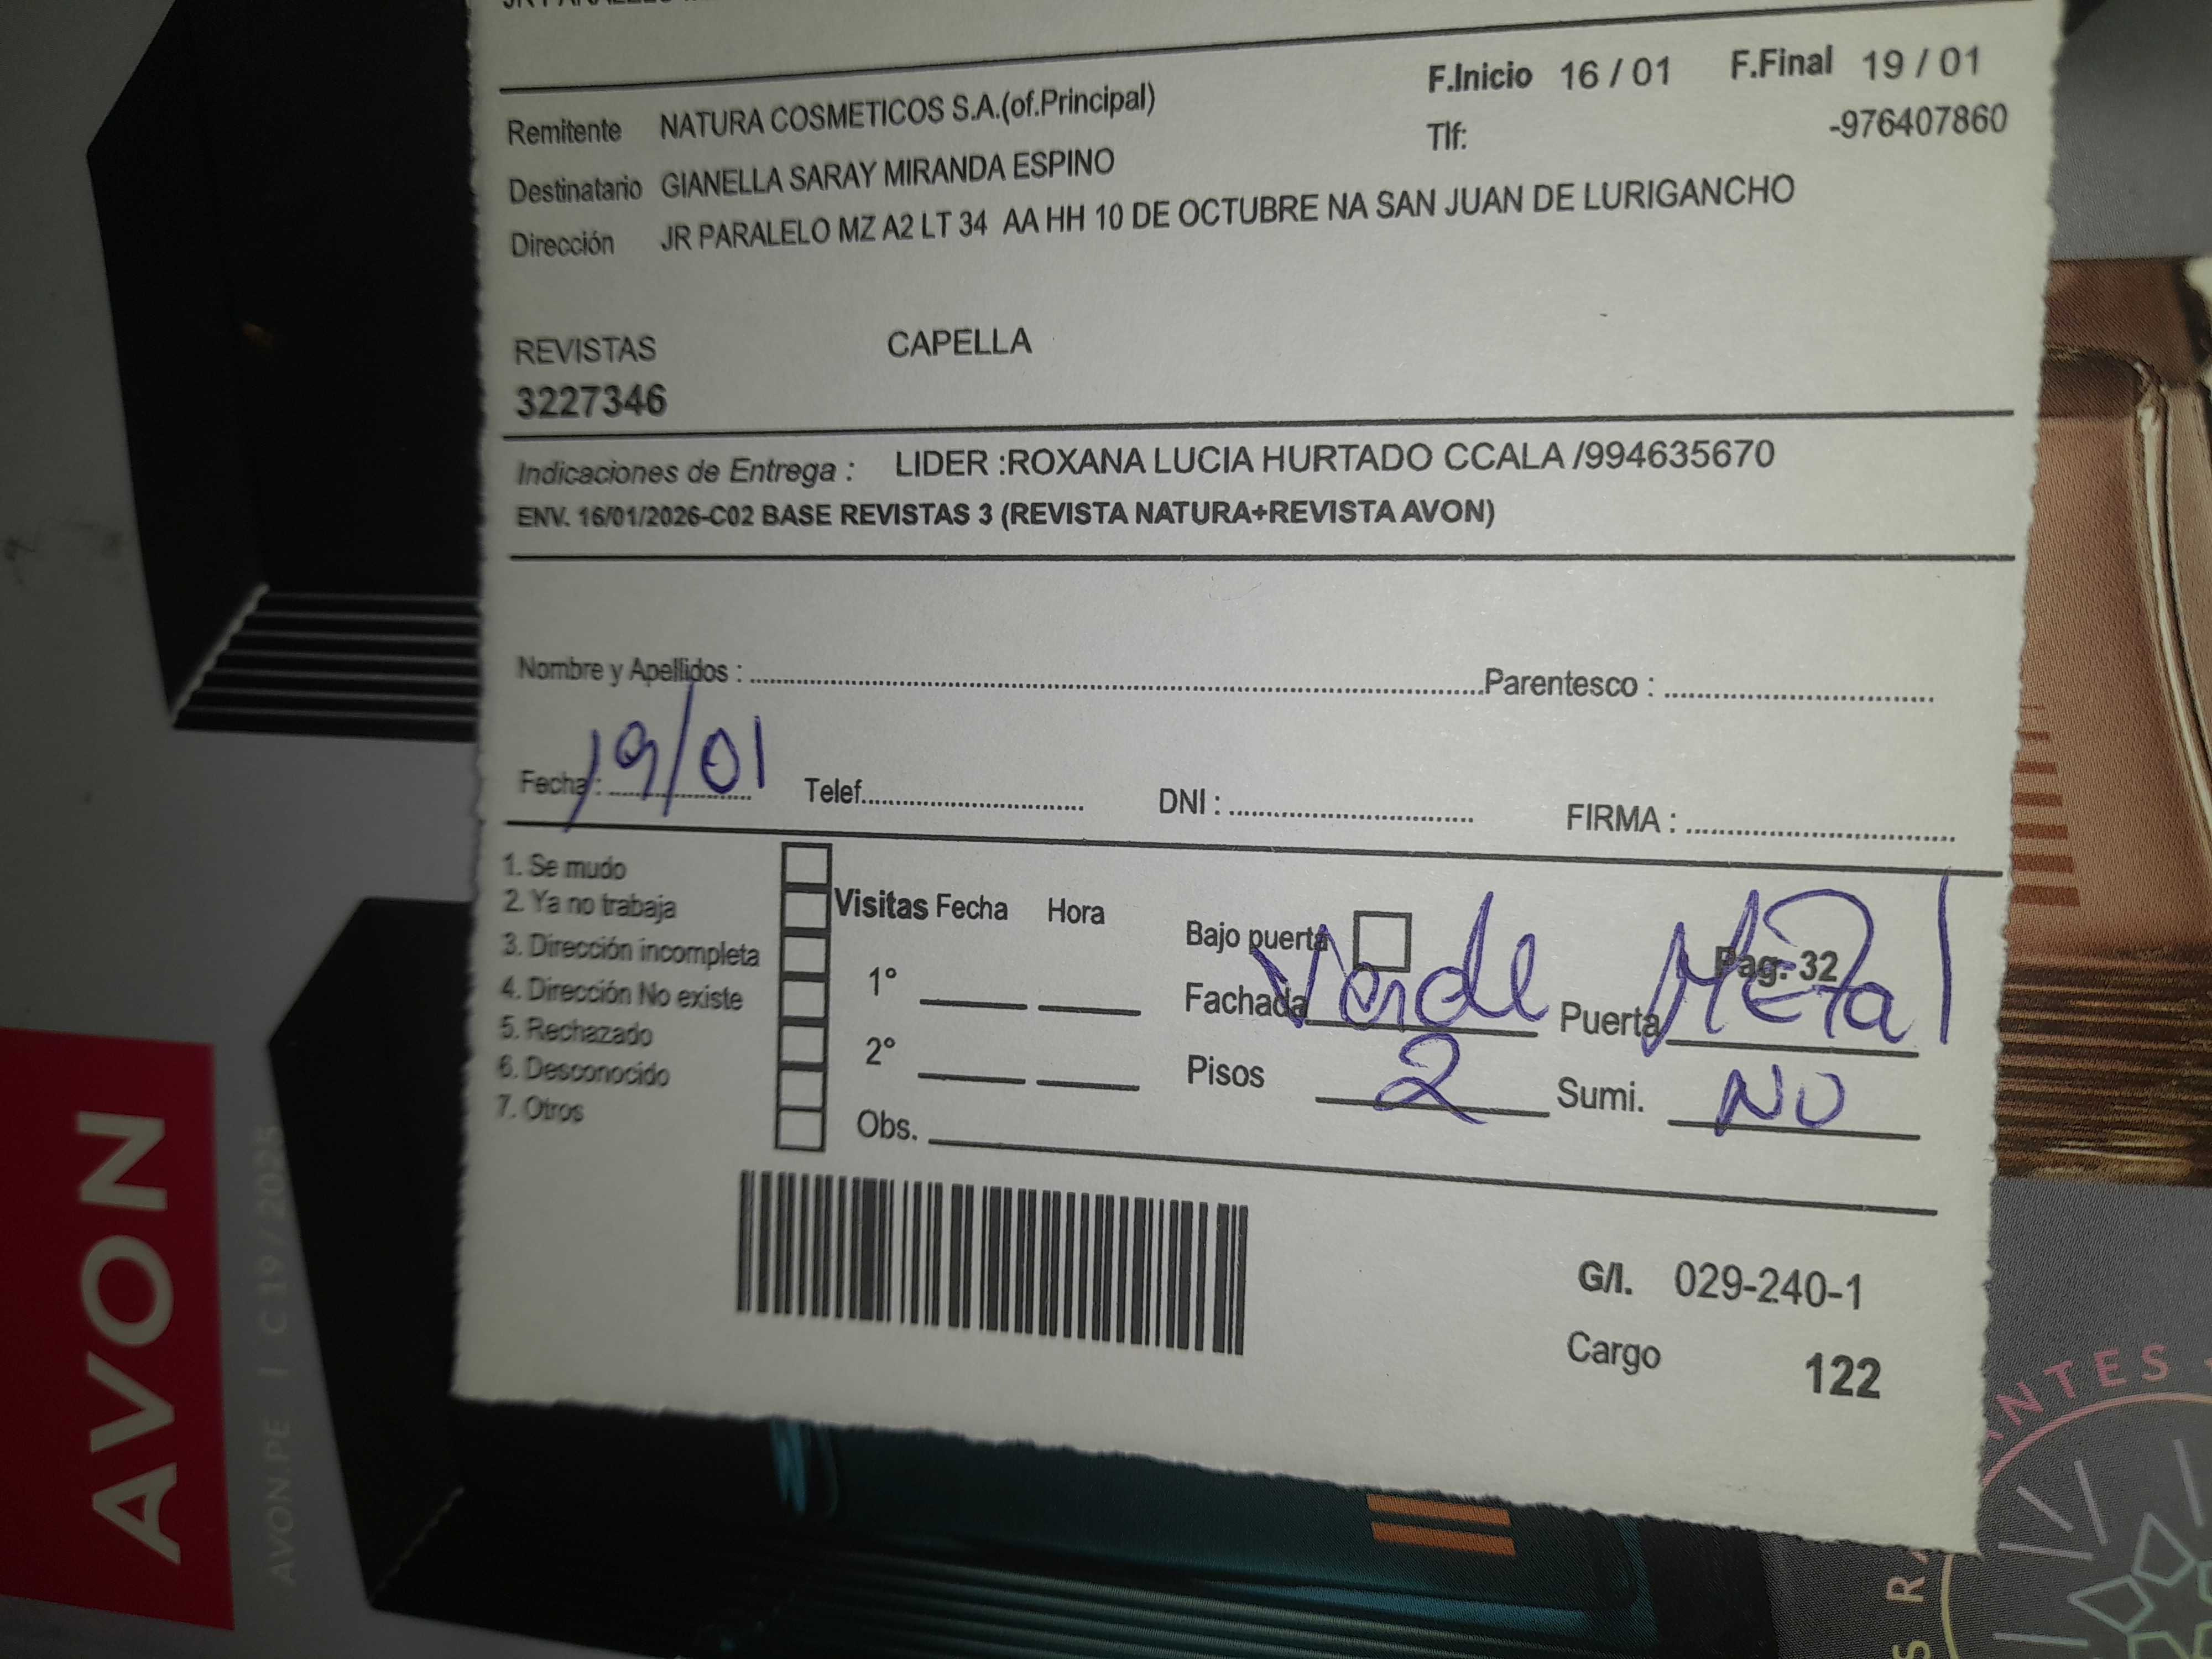 F.Inicio 16 / 01 F.Final 19 / 01
Remitente NATURA COSMETICOS S.A.(of.Principal)
Tlf: -976407860
Destinatario GIANELLA SARAY MIRANDA ESPINO
Dirección JR PARALELO MZ A2 LT 34 AA HH 10 DE OCTUBRE NA SAN JUAN DE LURIGANCHO
REVISTAS CAPELLA
3227346
Indicaciones de Entrega : LIDER :ROXANA LUCIA HURTADO CCALA /994635670
ENV. 16/01/2026-C02 BASE REVISTAS 3 (REVISTA NATURA+REVISTA AVON)
Nombre y Apellidos : Parentesco :
Fecha : 19/01 Telef. DNI : FIRMA :
1. Se mudo
2. Ya no trabaja
3. Dirección incompleta
4. Dirección No existe
5. Rechazado
6. Desconocido
7. Otros
Visitas Fecha Hora
1°
2°
Obs.
Bajo puerta Pag. 32
Fachada Verde Puerta Metal
Pisos 2 Sumi. NO
G/I. 029-240-1
Cargo 122
AVON
AVON.PE | C 19 / 2025